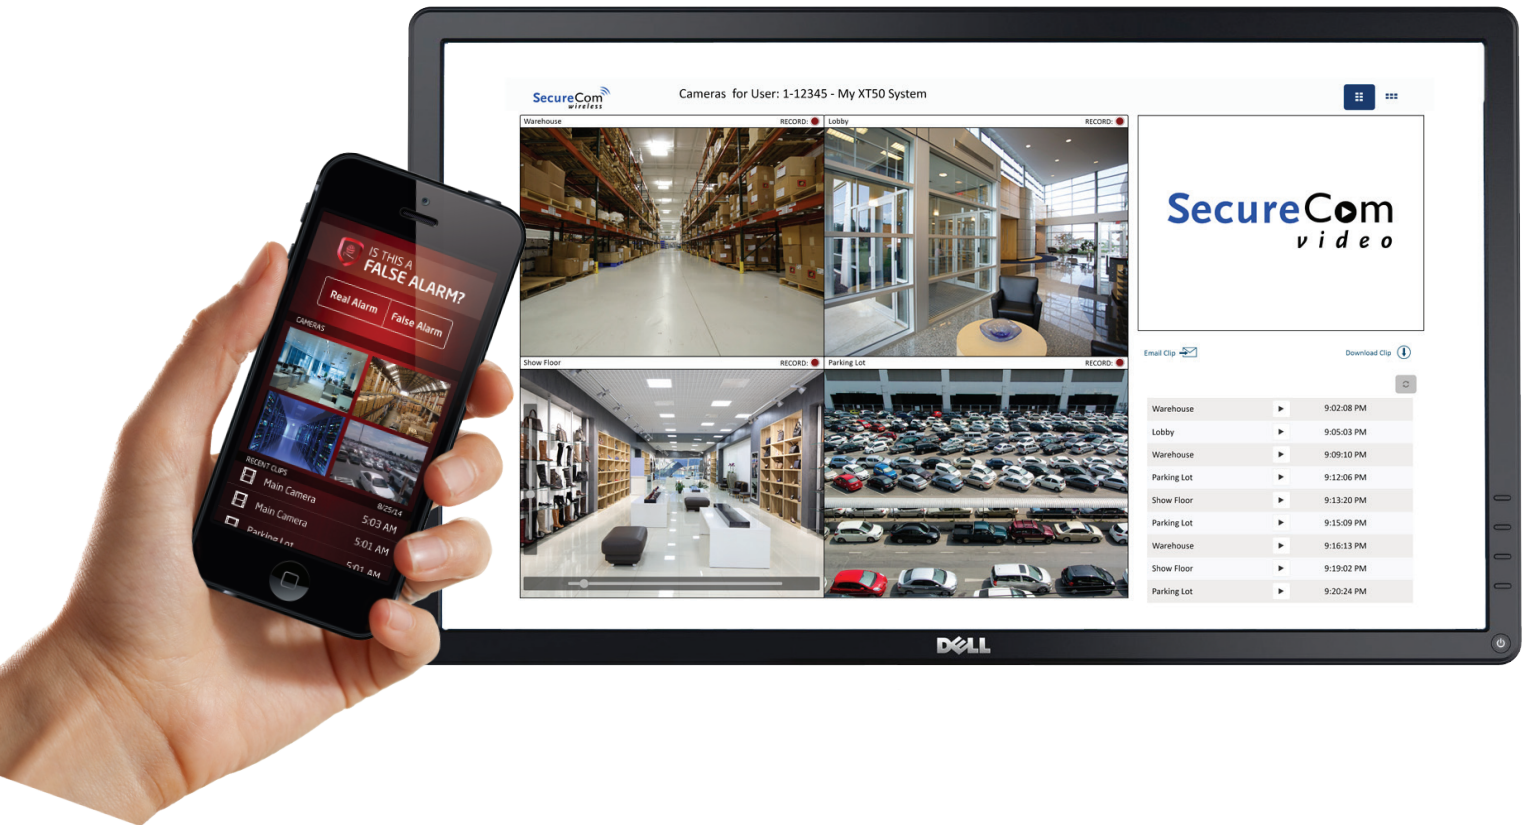 SecureCom
wireless
Cameras for User: 1-12345 - My XT50 System
Warehouse
RECORD:
Lobby
RECORD:
Show Floor
RECORD:
Parking Lot
RECORD:
SecureCom
video
Email Clip
Download Clip
Warehouse 9:02:08 PM
Lobby 9:05:03 PM
Warehouse 9:09:10 PM
Parking Lot 9:12:06 PM
Show Floor 9:13:20 PM
Parking Lot 9:15:09 PM
Warehouse 9:16:13 PM
Show Floor 9:19:02 PM
Parking Lot 9:20:24 PM
DELL
IS THIS A
FALSE ALARM?
Real Alarm False Alarm
CAMERAS
RECENT CLIPS 8/25/14
Main Camera 5:03 AM
Main Camera 5:01 AM
Parking Lot 5:01 AM